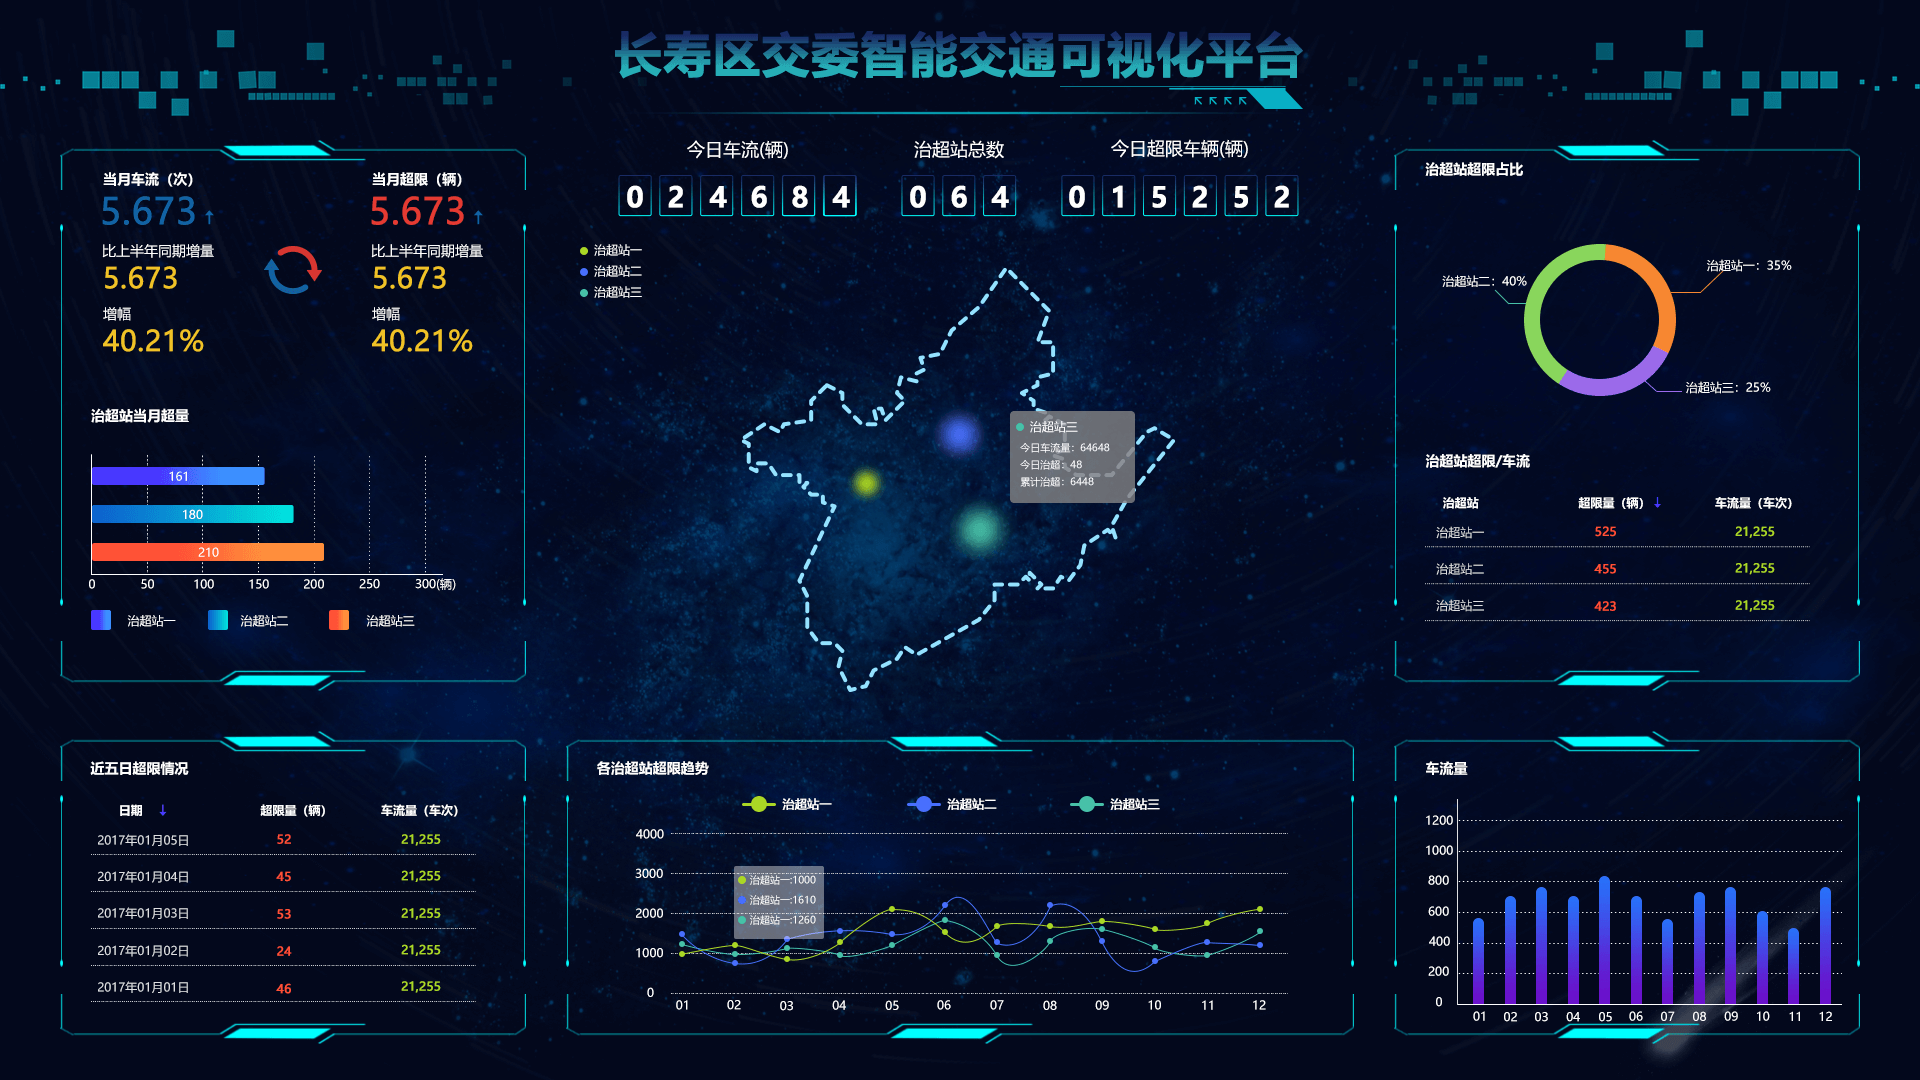 长寿区交委智能交通可视化平台
今日车流(辆)
024684
治超站总数
064
今日超限车辆(辆)
015252
当月车流（次）
5.673↑
比上半年同期增量
5.673
增幅
40.21%
当月超限（辆）
5.673↑
比上半年同期增量
5.673
增幅
40.21%
治超站当月超量
161
180
210
0 50 100 150 200 250 300(辆)
治超站一 治超站二 治超站三
治超站一
治超站二
治超站三
治超站三
今日车流量：64648
今日治超：48
累计治超：6448
治超站超限占比
治超站一：35%
治超站二：40%
治超站三：25%
治超站超限/车流
治超站 超限量（辆）↓ 车流量（车次）
治超站一 525 21,255
治超站二 455 21,255
治超站三 423 21,255
近五日超限情况
日期 ↓ 超限量（辆） 车流量（车次）
2017年01月05日 52 21,255
2017年01月04日 45 21,255
2017年01月03日 53 21,255
2017年01月02日 24 21,255
2017年01月01日 46 21,255
各治超站超限趋势
治超站一 治超站二 治超站三
4000
3000
2000
1000
0
治超站一:1000
治超站一:1610
治超站一:1260
01 02 03 04 05 06 07 08 09 10 11 12
车流量
1200
1000
800
600
400
200
0
01 02 03 04 05 06 07 08 09 10 11 12